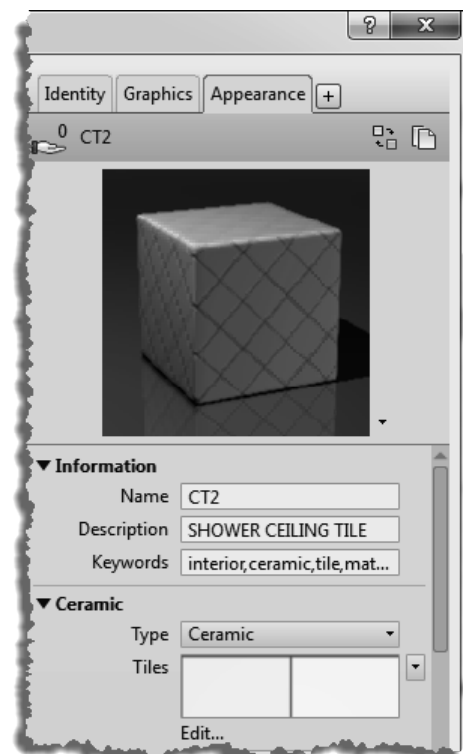 ? x
Identity Graphics Appearance +
0 CT2
Information
Name CT2
Description SHOWER CEILING TILE
Keywords interior,ceramic,tile,mat...
Ceramic
Type Ceramic
Tiles
Edit...